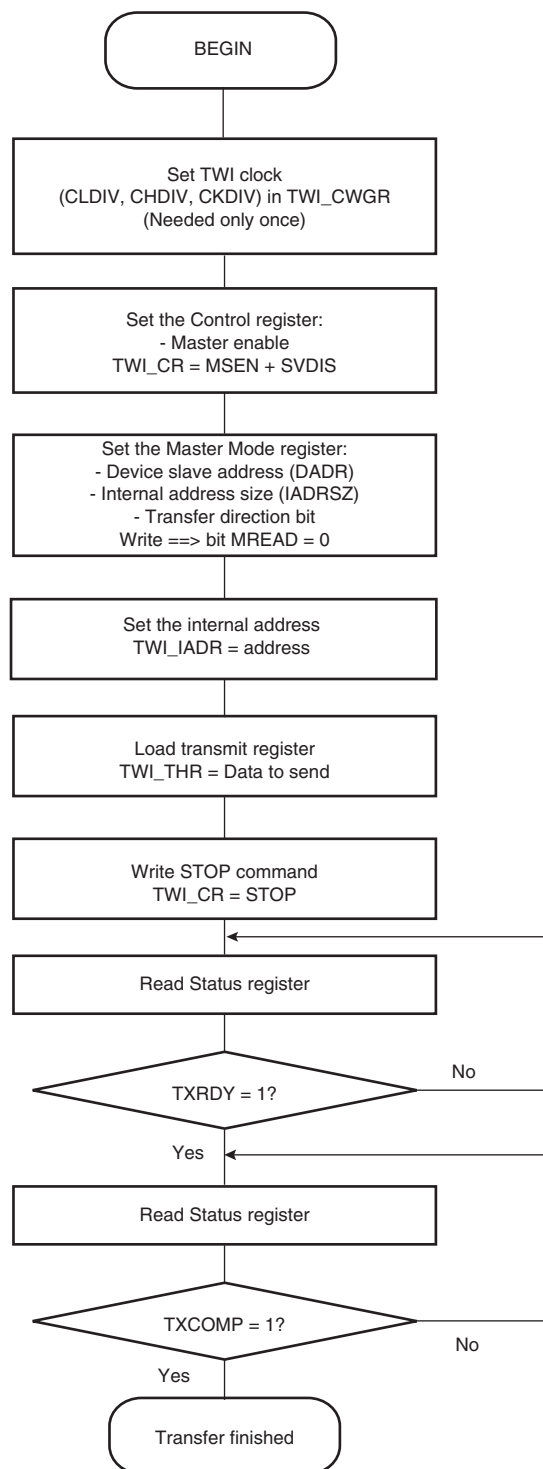 BEGIN
Set TWI clock
(CLDIV, CHDIV, CKDIV) in TWI_CWGR
(Needed only once)
Set the Control register:
- Master enable
TWI_CR = MSEN + SVDIS
Set the Master Mode register:
- Device slave address (DADR)
- Internal address size (IADRSZ)
- Transfer direction bit
Write ==> bit MREAD = 0
Set the internal address
TWI_IADR = address
Load transmit register
TWI_THR = Data to send
Write STOP command
TWI_CR = STOP
Read Status register
TXRDY = 1?
No
Yes
Read Status register
TXCOMP = 1?
No
Yes
Transfer finished